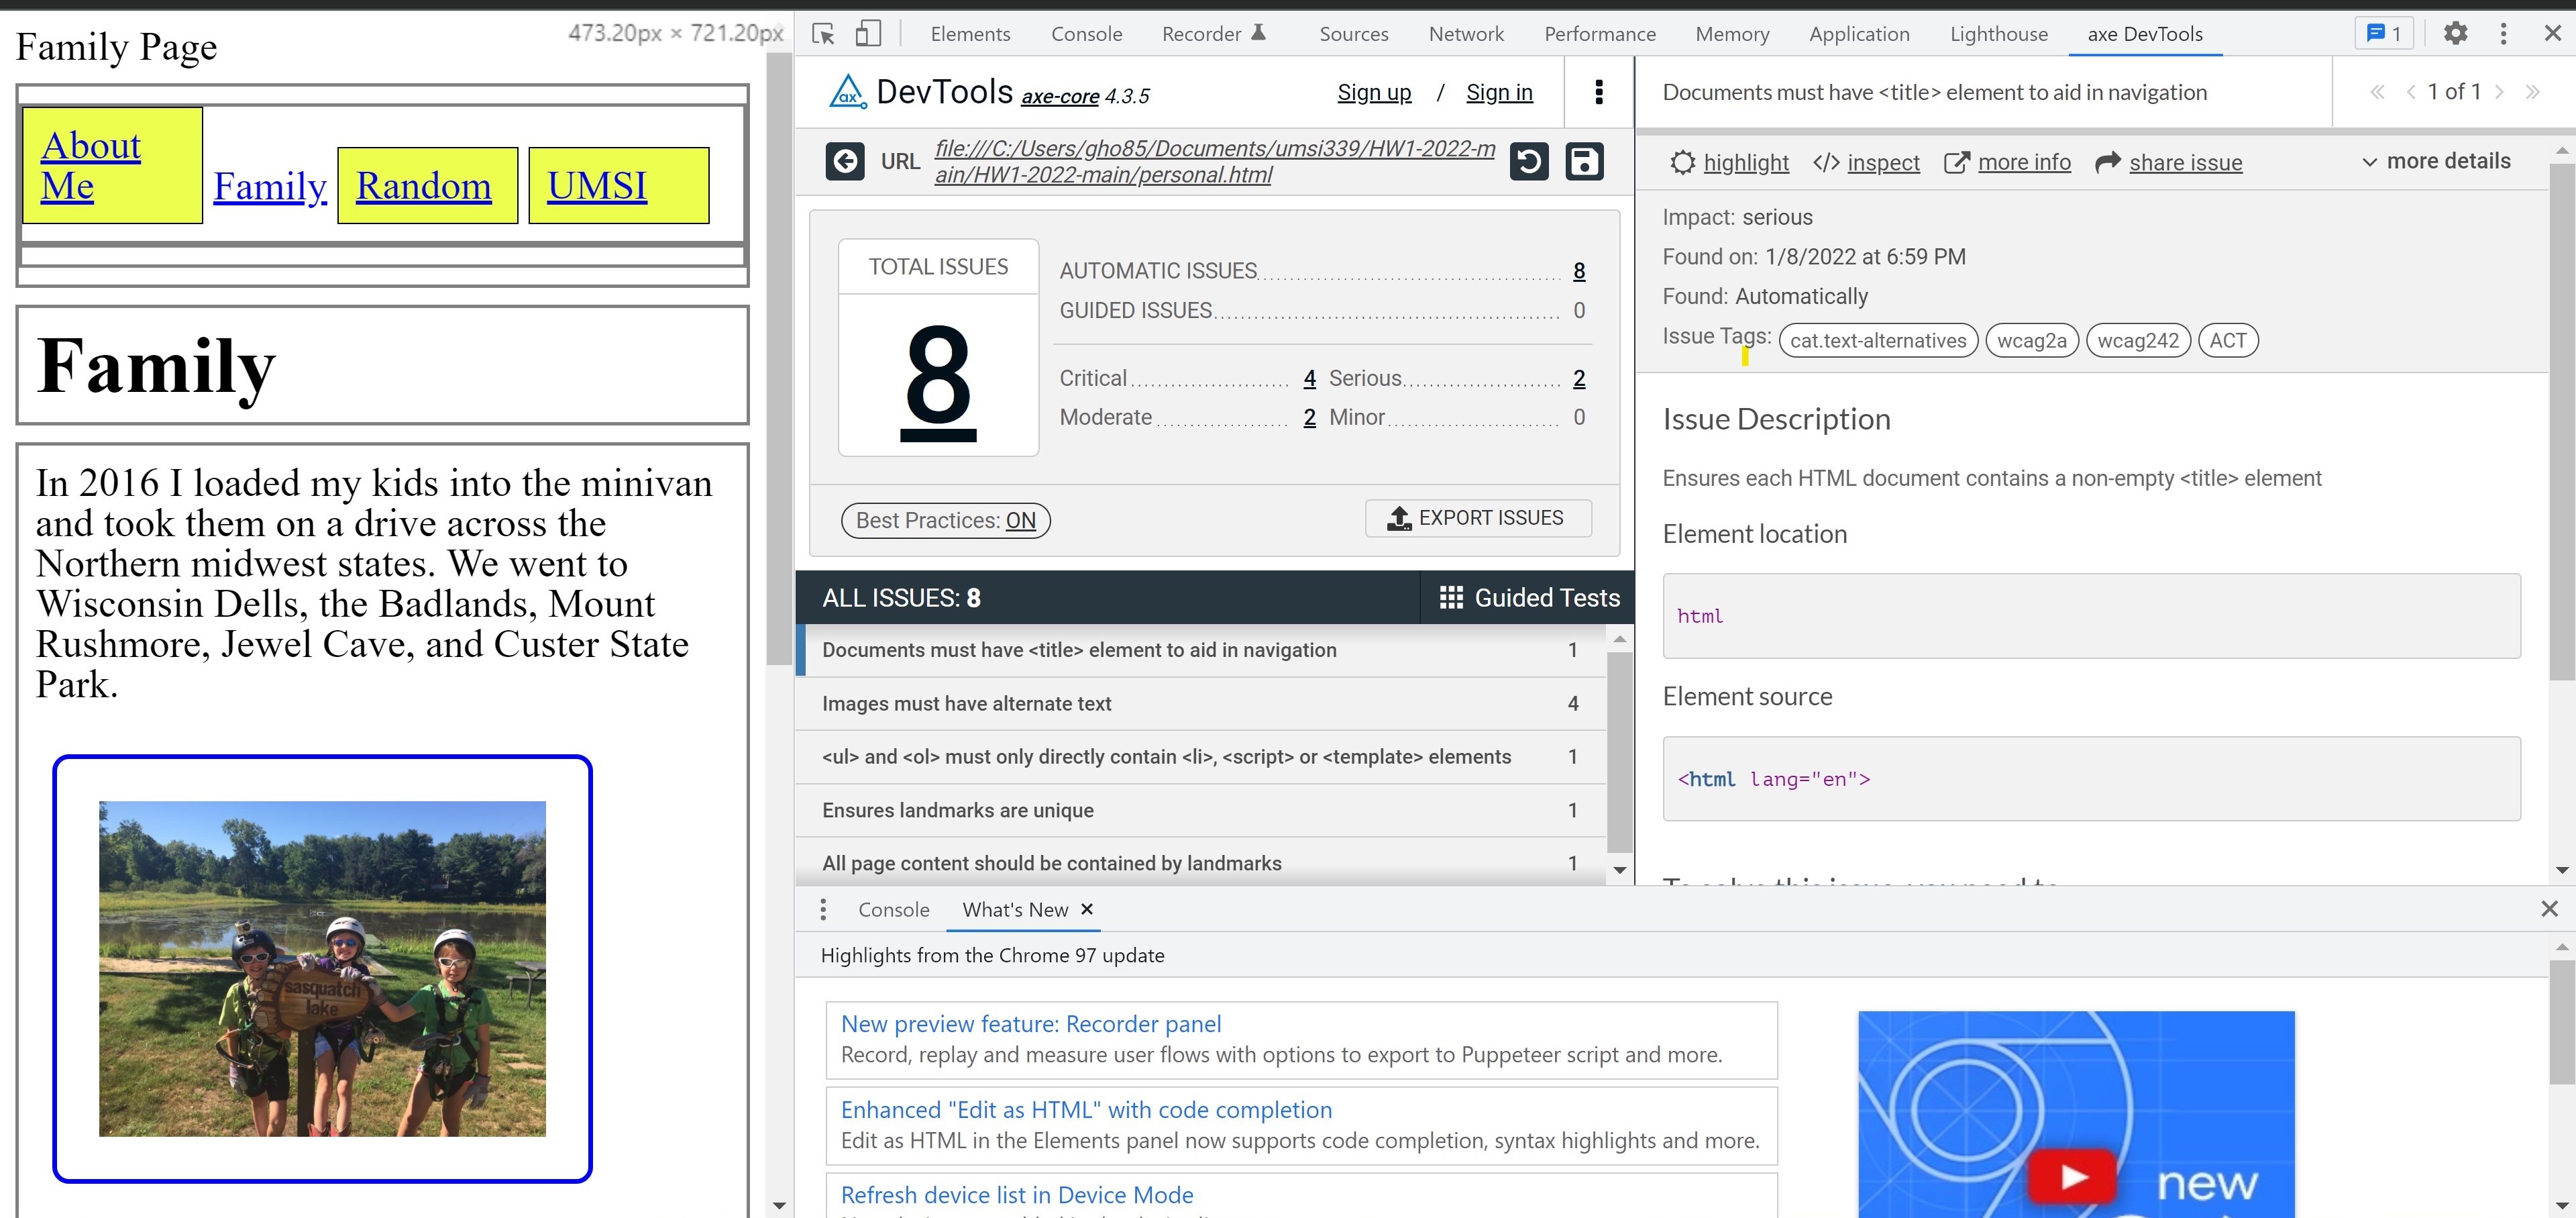 473.20px × 721.20px
Family Page
About
Me
Family
Random
UMSI
Family
In 2016 I loaded my kids into the minivan
and took them on a drive across the
Northern midwest states. We went to
Wisconsin Dells, the Badlands, Mount
Rushmore, Jewel Cave, and Custer State
Park.
sasquatch
lake
Elements Console Recorder Sources Network Performance Memory Application Lighthouse axe DevTools 1
ax DevTools axe-core 4.3.5 Sign up / Sign in
URL file:///C:/Users/gho85/Documents/umsi339/HW1-2022-m
ain/HW1-2022-main/personal.html
TOTAL ISSUES
8
AUTOMATIC ISSUES 8
GUIDED ISSUES 0
Critical 4 Serious 2
Moderate 2 Minor 0
Best Practices: ON
EXPORT ISSUES
ALL ISSUES: 8 Guided Tests
Documents must have <title> element to aid in navigation 1
Images must have alternate text 4
<ul> and <ol> must only directly contain <li>, <script> or <template> elements 1
Ensures landmarks are unique 1
All page content should be contained by landmarks 1
Documents must have <title> element to aid in navigation 1 of 1
highlight </> inspect more info share issue more details
Impact: serious
Found on: 1/8/2022 at 6:59 PM
Found: Automatically
Issue Tags: cat.text-alternatives wcag2a wcag242 ACT
Issue Description
Ensures each HTML document contains a non-empty <title> element
Element location
html
Element source
<html lang="en">
Console What's New
Highlights from the Chrome 97 update
New preview feature: Recorder panel
Record, replay and measure user flows with options to export to Puppeteer script and more.
Enhanced "Edit as HTML" with code completion
Edit as HTML in the Elements panel now supports code completion, syntax highlights and more.
Refresh device list in Device Mode
new